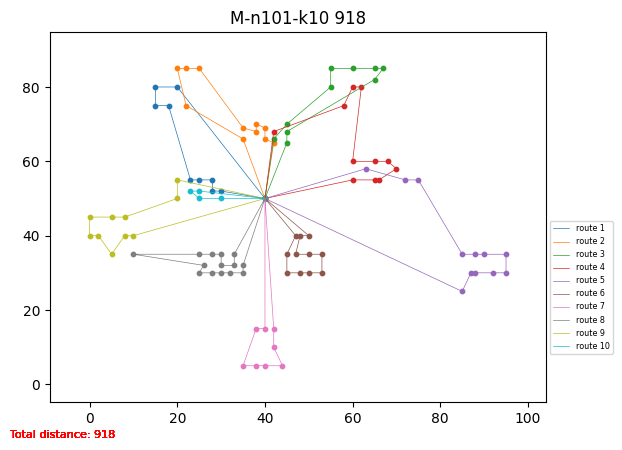 M-n101-k10 918
80
60
40
20
0
0 20 40 60 80 100
route 1
route 2
route 3
route 4
route 5
route 6
route 7
route 8
route 9
route 10
Total distance: 918